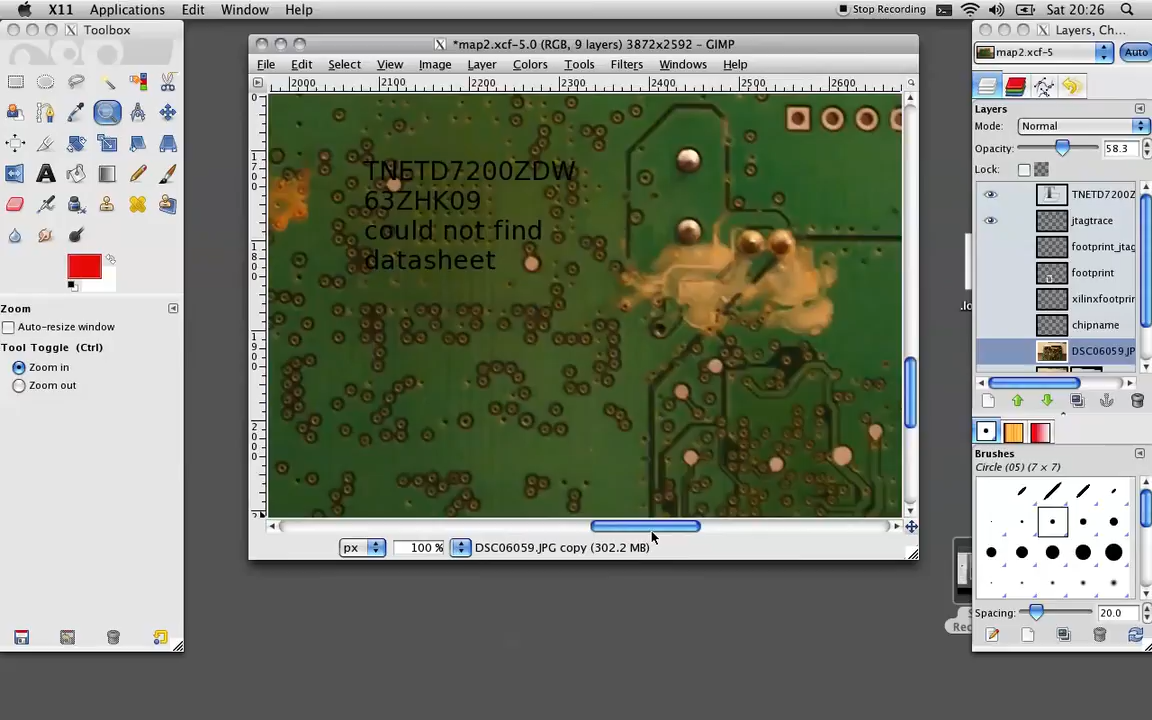 X11 Applications Edit Window Help
Stop Recording
Sat 20:26
Toolbox
*map2.xcf-5.0 (RGB, 9 layers) 3872x2592 – GIMP
Layers, Ch...
File Edit Select View Image Layer Colors Tools Filters Windows Help
map2.xcf-5
Auto
2000 2100 2200 2300 2400 2500 2600
Layers
Mode: Normal
Opacity: 58.3
Lock:
TNETD7200ZDW
63ZHK09
could not find
datasheet
TNETD7200Z
jtagtrace
footprint_jtag
footprint
xilinxfootprin
chipname
DSC06059.JP
Zoom
Auto-resize window
Tool Toggle (Ctrl)
Zoom in
Zoom out
Brushes
Circle (05) (7 × 7)
px
100 %
DSC06059.JPG copy (302.2 MB)
Spacing: 20.0